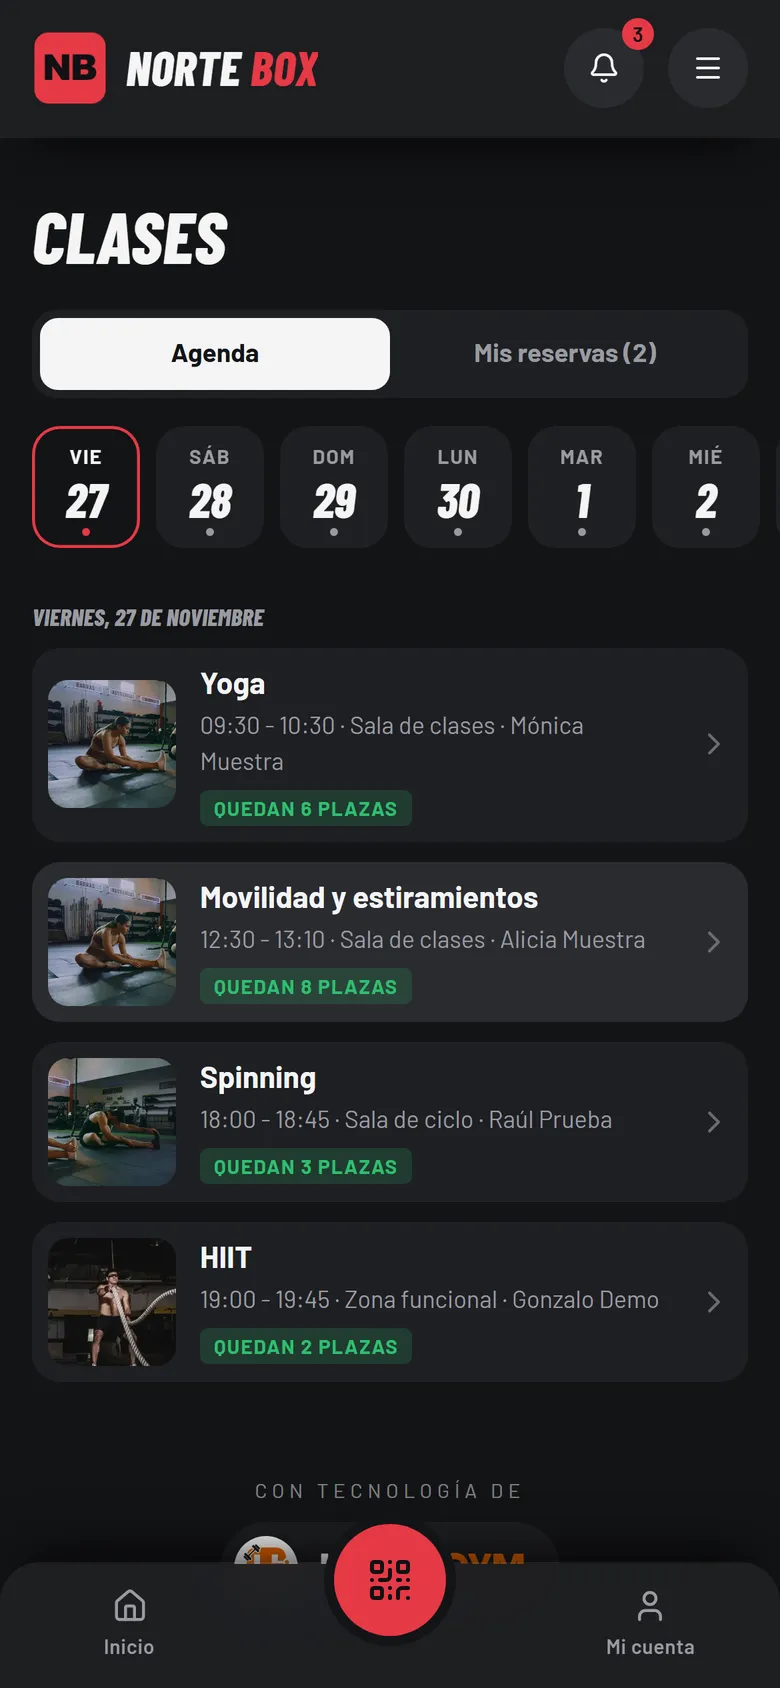 NB NORTE BOX
3
CLASES
Agenda
Mis reservas (2)
VIE SÁB DOM LUN MAR MIÉ
27 28 29 30 1 2
VIERNES, 27 DE NOVIEMBRE
Yoga
09:30 - 10:30 · Sala de clases · Mónica
Muestra
QUEDAN 6 PLAZAS
Movilidad y estiramientos
12:30 - 13:10 · Sala de clases · Alicia Muestra
QUEDAN 8 PLAZAS
Spinning
18:00 - 18:45 · Sala de ciclo · Raúl Prueba
QUEDAN 3 PLAZAS
HIIT
19:00 - 19:45 · Zona funcional · Gonzalo Demo
QUEDAN 2 PLAZAS
CON TECNOLOGÍA DE
Inicio
Mi cuenta